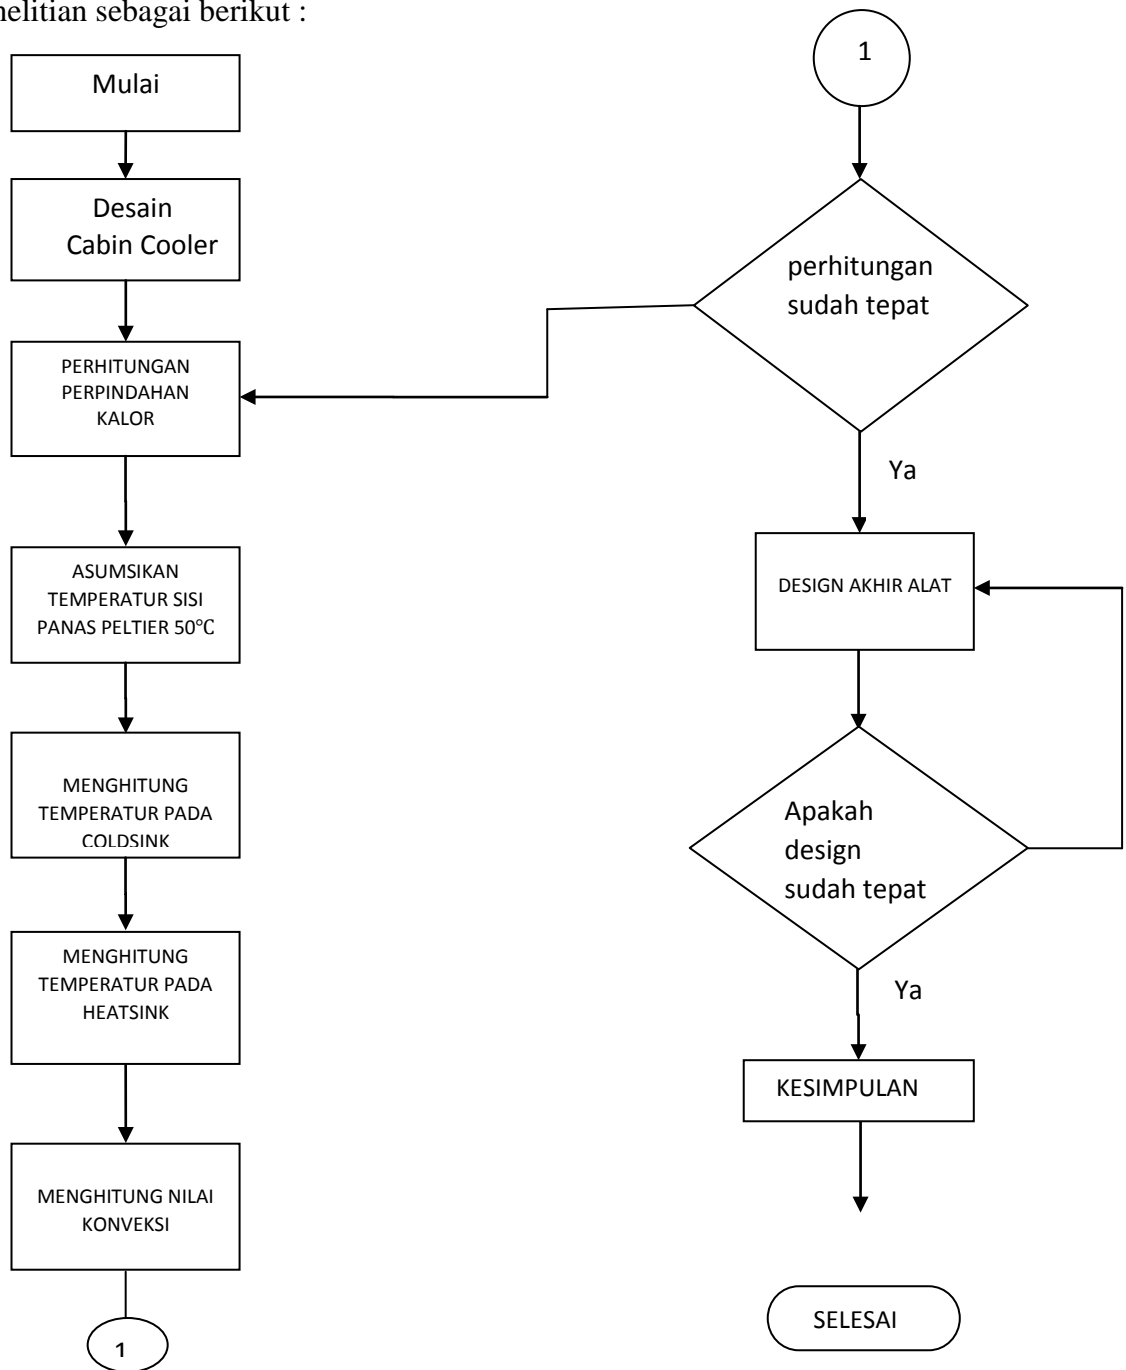 nelitian sebagai berikut :
Mulai
Desain
Cabin Cooler
PERHITUNGAN
PERPINDAHAN
KALOR
ASUMSIKAN
TEMPERATUR SISI
PANAS PELTIER 50℃
MENGHITUNG
TEMPERATUR PADA
COLDSINK
MENGHITUNG
TEMPERATUR PADA
HEATSINK
MENGHITUNG NILAI
KONVEKSI
1
1
perhitungan
sudah tepat
Ya
DESIGN AKHIR ALAT
Apakah
design
sudah tepat
Ya
KESIMPULAN
SELESAI